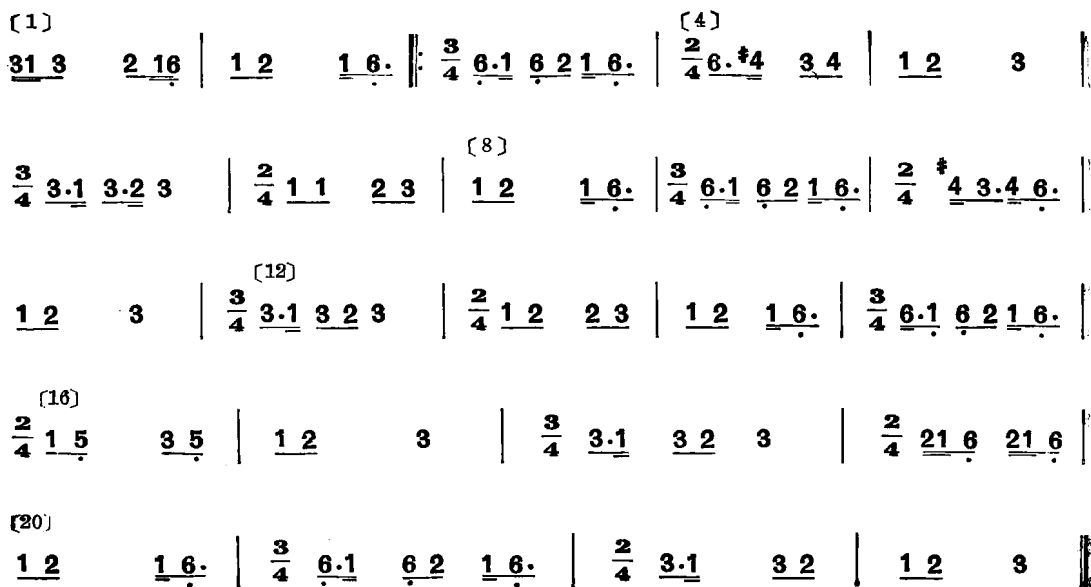 〔1〕 〔4〕
31 3 2 16 | 1 2 1 6· ‖: 3/4 6·1 6 2 1 6· | 2/4 6·#4 3 4 | 1 2 3 |
〔8〕
3/4 3·1 3·2 3 | 2/4 1 1 2 3 | 1 2 1 6· | 3/4 6·1 6 2 1 6· | 2/4 #4 3·4 6· |
〔12〕
1 2 3 | 3/4 3·1 3 2 3 | 2/4 1 2 2 3 | 1 2 1 6· | 3/4 6·1 6 2 1 6· |
〔16〕
2/4 1 5 3 5 | 1 2 3 | 3/4 3·1 3 2 3 | 2/4 21 6 21 6 |
〔20〕
1 2 1 6· | 3/4 6·1 6 2 1 6· | 2/4 3·1 3 2 | 1 2 3 ‖